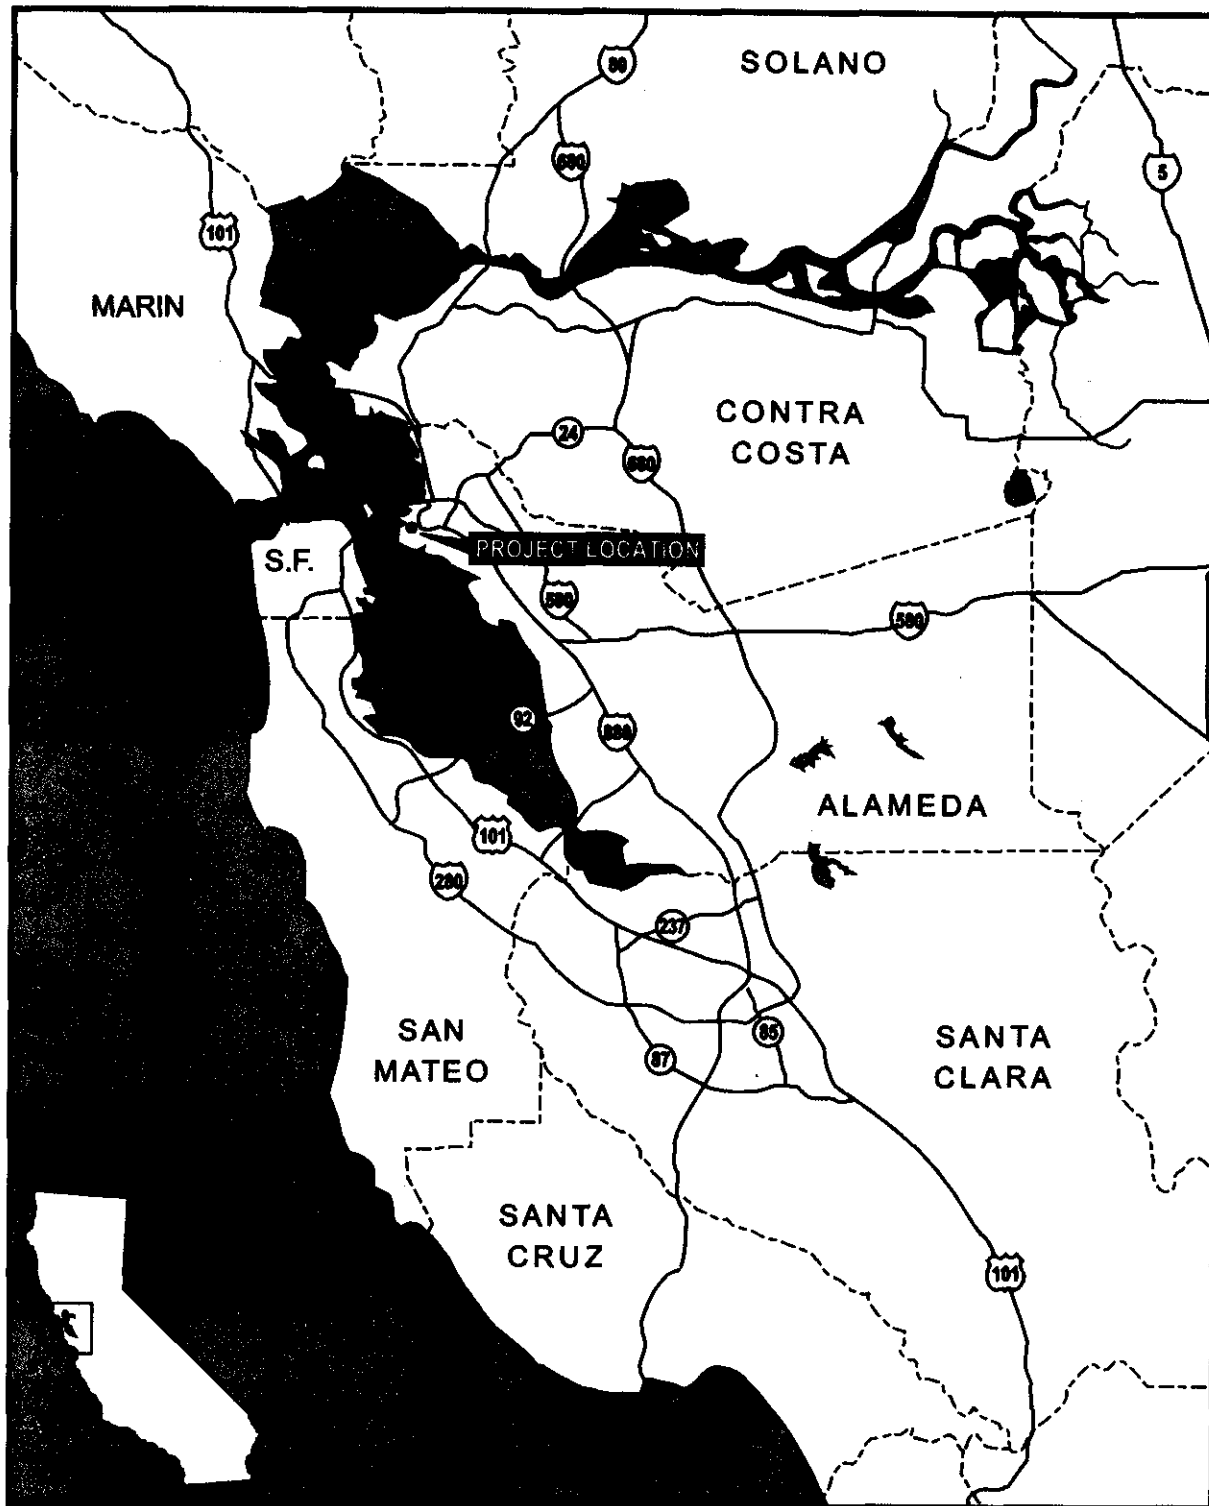 80
SOLANO
680
5
101
MARIN
CONTRA
COSTA
24
680
S.F.
PROJECT LOCATION
580
580
92
880
ALAMEDA
101
280
237
SAN
MATEO
85
87
SANTA
CLARA
SANTA
CRUZ
101